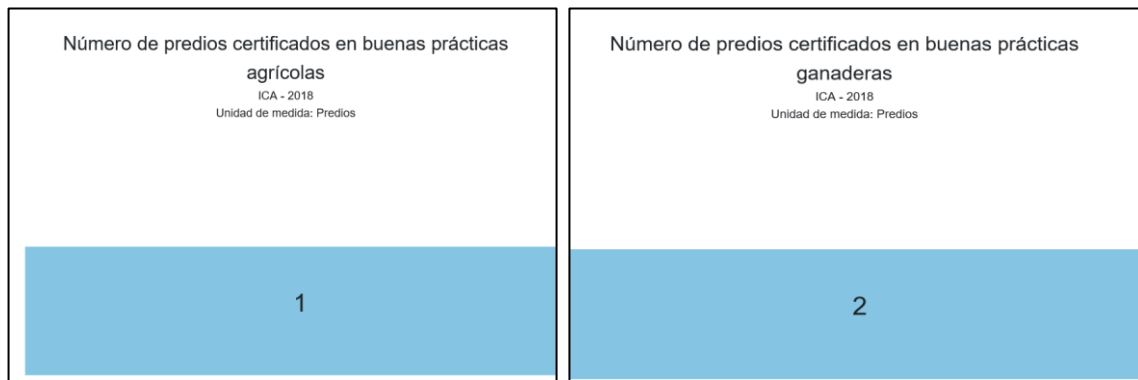 Número de predios certificados en buenas prácticas
agrícolas
ICA - 2018
Unidad de medida: Predios
1
Número de predios certificados en buenas prácticas
ganaderas
ICA - 2018
Unidad de medida: Predios
2